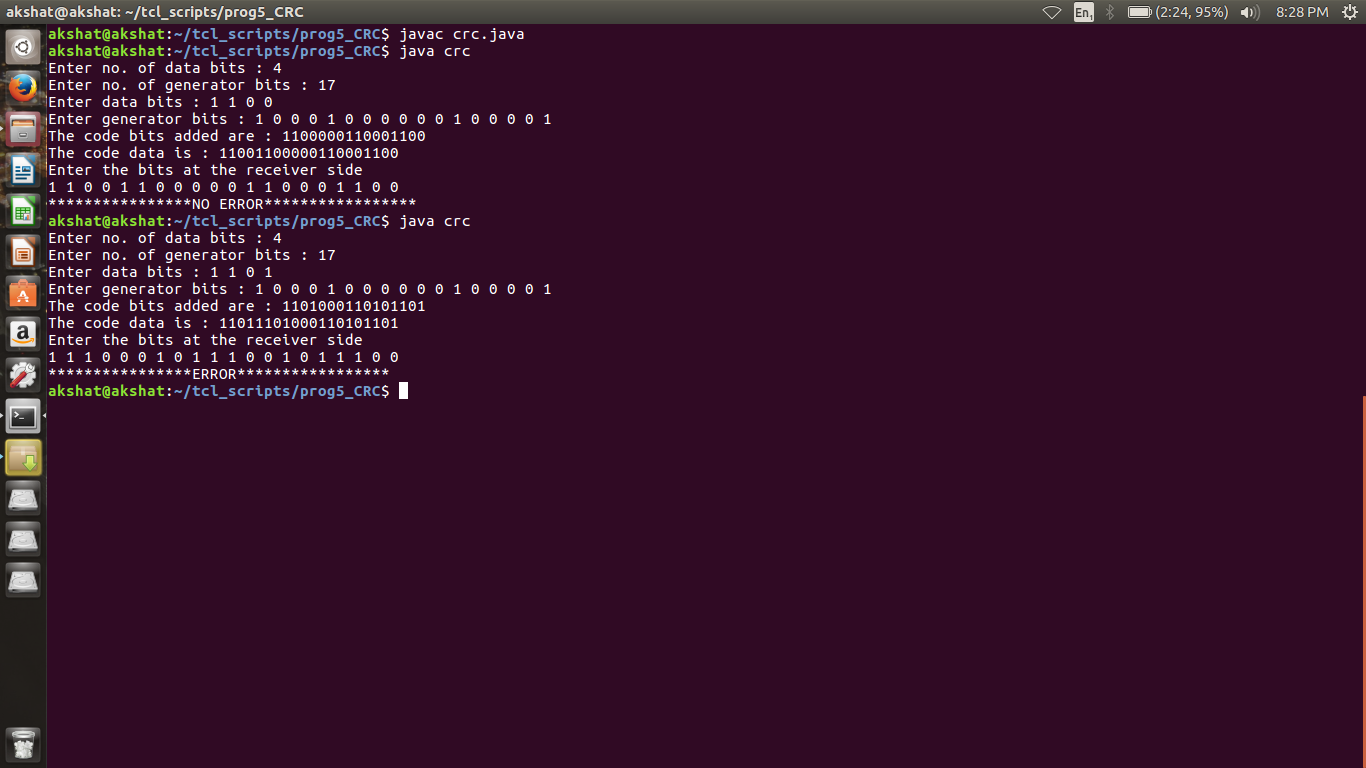 akshat@akshat: ~/tcl_scripts/prog5_CRC En1 (2:24, 95%) 8:28 PM
akshat@akshat:~/tcl_scripts/prog5_CRC$ javac crc.java
akshat@akshat:~/tcl_scripts/prog5_CRC$ java crc
Enter no. of data bits : 4
Enter no. of generator bits : 17
Enter data bits : 1 1 0 0
Enter generator bits : 1 0 0 0 1 0 0 0 0 0 0 1 0 0 0 0 1
The code bits added are : 1100000110001100
The code data is : 11001100000110001100
Enter the bits at the receiver side
1 1 0 0 1 1 0 0 0 0 0 1 1 0 0 0 1 1 0 0
****************NO ERROR*****************
akshat@akshat:~/tcl_scripts/prog5_CRC$ java crc
Enter no. of data bits : 4
Enter no. of generator bits : 17
Enter data bits : 1 1 0 1
Enter generator bits : 1 0 0 0 1 0 0 0 0 0 0 1 0 0 0 0 1
The code bits added are : 1101000110101101
The code data is : 11011101000110101101
Enter the bits at the receiver side
1 1 1 0 0 0 1 0 1 1 1 0 0 1 0 1 1 1 0 0
****************ERROR*****************
akshat@akshat:~/tcl_scripts/prog5_CRC$